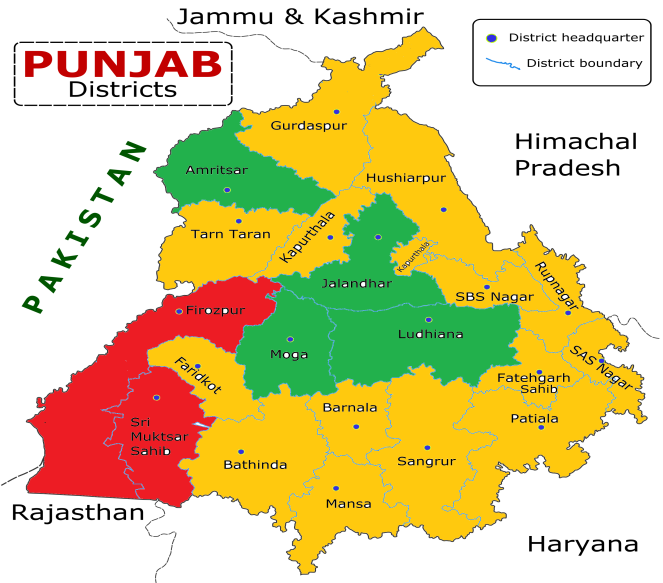 Jammu & Kashmir
PUNJAB
Districts
District headquarter
District boundary
Himachal
Pradesh
PAKISTAN
Gurdaspur
Amritsar
Hushiarpur
Tarn Taran
Kapurthala
Kapurthala
Jalandhar
SBS Nagar
Rupnagar
Firozpur
Moga
Ludhiana
Faridkot
SAS Nagar
Fatehgarh
Sahib
Sri
Muktsar
Sahib
Barnala
Patiala
Bathinda
Sangrur
Mansa
Rajasthan
Haryana